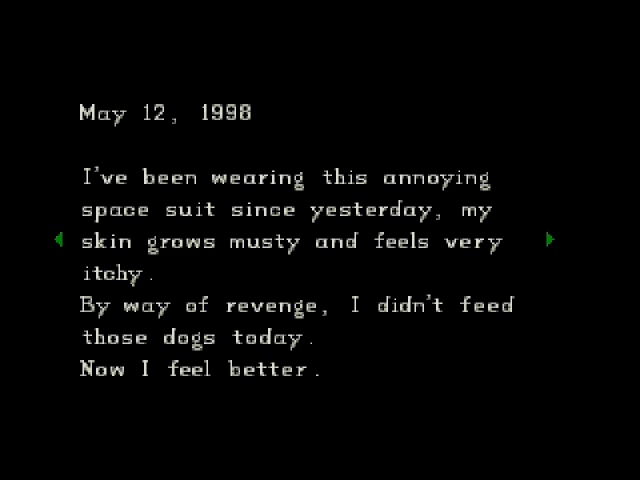 May 12, 1998
I've been wearing this annoying
space suit since yesterday, my
skin grows musty and feels very
itchy.
By way of revenge, I didn't feed
those dogs today.
Now I feel better.